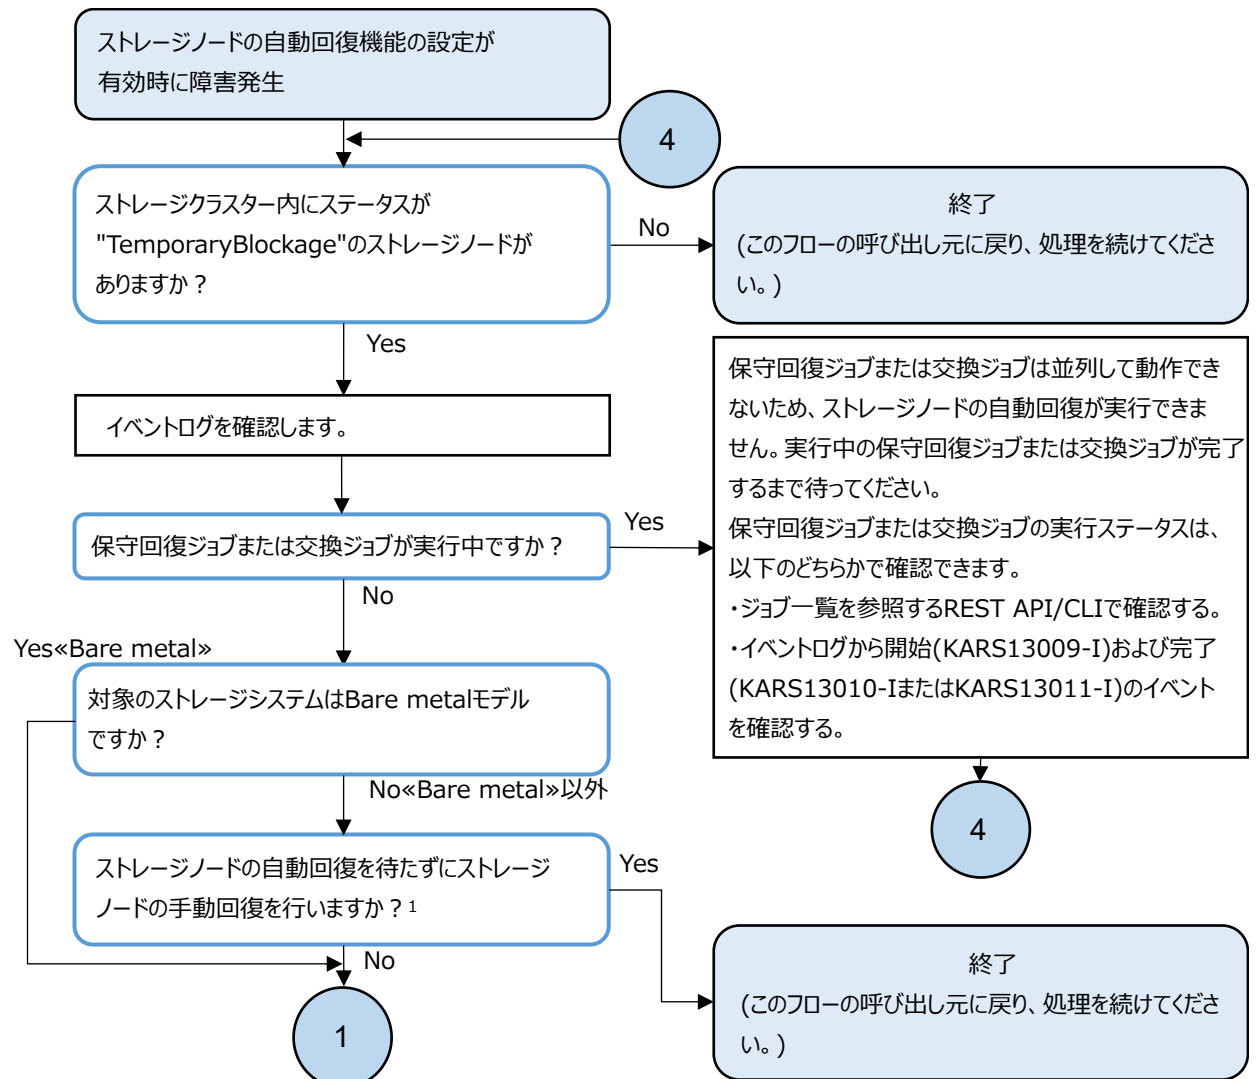 ストレージノードの自動回復機能の設定が
有効時に障害発生
4
ストレージクラスター内にステータスが
"TemporaryBlockage"のストレージノードが
ありますか？
No
終了
(このフローの呼び出し元に戻り、処理を続けてくださ
い。)
Yes
イベントログを確認します。
保守回復ジョブまたは交換ジョブが実行中ですか？
Yes
保守回復ジョブまたは交換ジョブは並列して動作でき
ないため、ストレージノードの自動回復が実行できま
せん。実行中の保守回復ジョブまたは交換ジョブが完了
するまで待ってください。
保守回復ジョブまたは交換ジョブの実行ステータスは、
以下のどちらかで確認できます。
・ジョブ一覧を参照するREST API/CLIで確認する。
・イベントログから開始(KARS13009-I)および完了
(KARS13010-IまたはKARS13011-I)のイベント
を確認する。
4
No
Yes«Bare metal»
対象のストレージシステムはBare metalモデル
ですか？
No«Bare metal»以外
ストレージノードの自動回復を待たずにストレージ
ノードの手動回復を行いますか？1
Yes
No
1
終了
(このフローの呼び出し元に戻り、処理を続けてくださ
い。)